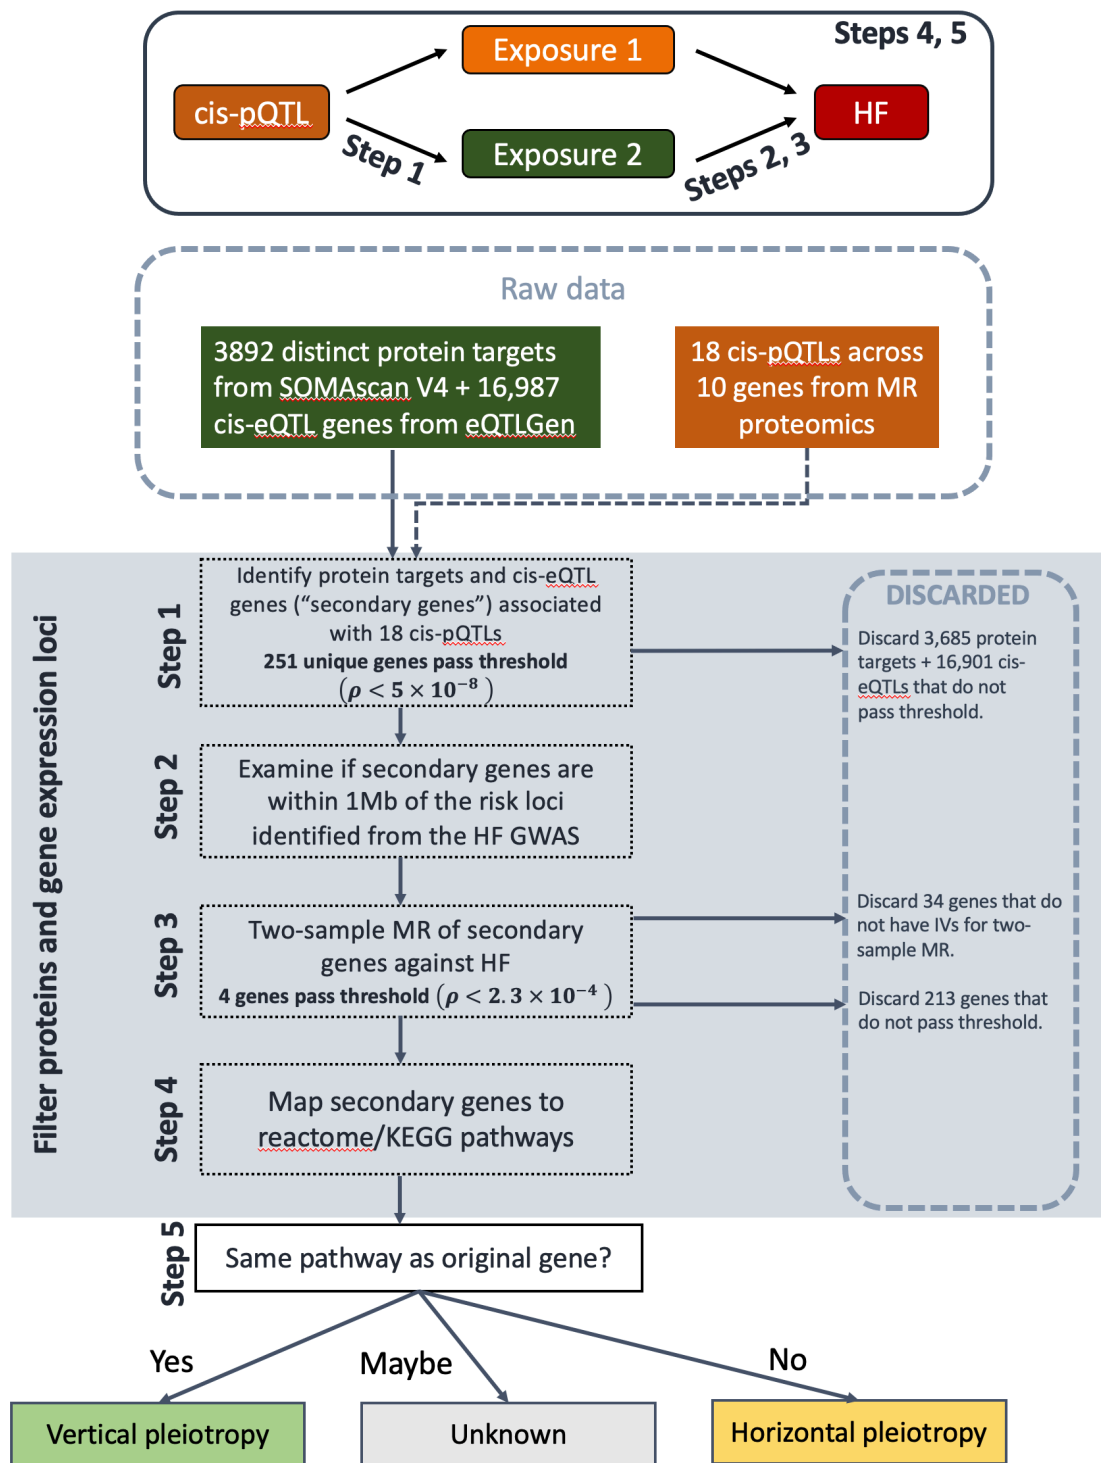 Steps 4, 5
Exposure 1
cis-pQTL
HF
Step 1
Exposure 2
Steps 2, 3
Raw data
3892 distinct protein targets
from SOMAscan V4 + 16,987
cis-eQTL genes from eQTLGen
18 cis-pQTLs across
10 genes from MR
proteomics
Filter proteins and gene expression loci
Step 1
Identify protein targets and cis-eQTL
genes (“secondary genes”) associated
with 18 cis-pQTLs
251 unique genes pass threshold
(ρ < 5 × 10⁻⁸ )
DISCARDED
Discard 3,685 protein
targets + 16,901 cis-
eQTLs that do not
pass threshold.
Step 2
Examine if secondary genes are
within 1Mb of the risk loci
identified from the HF GWAS
Step 3
Two-sample MR of secondary
genes against HF
4 genes pass threshold (ρ < 2.3 × 10⁻⁴ )
Discard 34 genes that do
not have IVs for two-
sample MR.
Discard 213 genes that
do not pass threshold.
Step 4
Map secondary genes to
reactome/KEGG pathways
Step 5
Same pathway as original gene?
Yes
Maybe
No
Vertical pleiotropy
Unknown
Horizontal pleiotropy